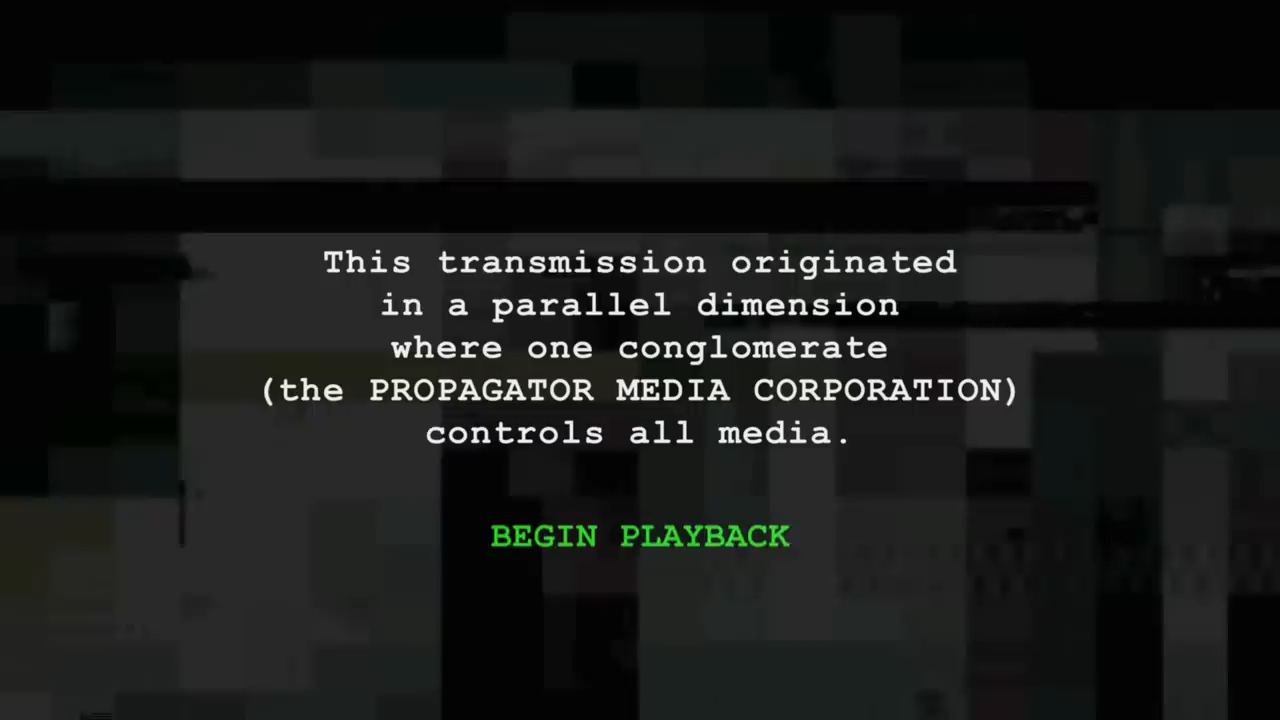 This transmission originated
in a parallel dimension
where one conglomerate
(the PROPAGATOR MEDIA CORPORATION)
controls all media.
BEGIN PLAYBACK